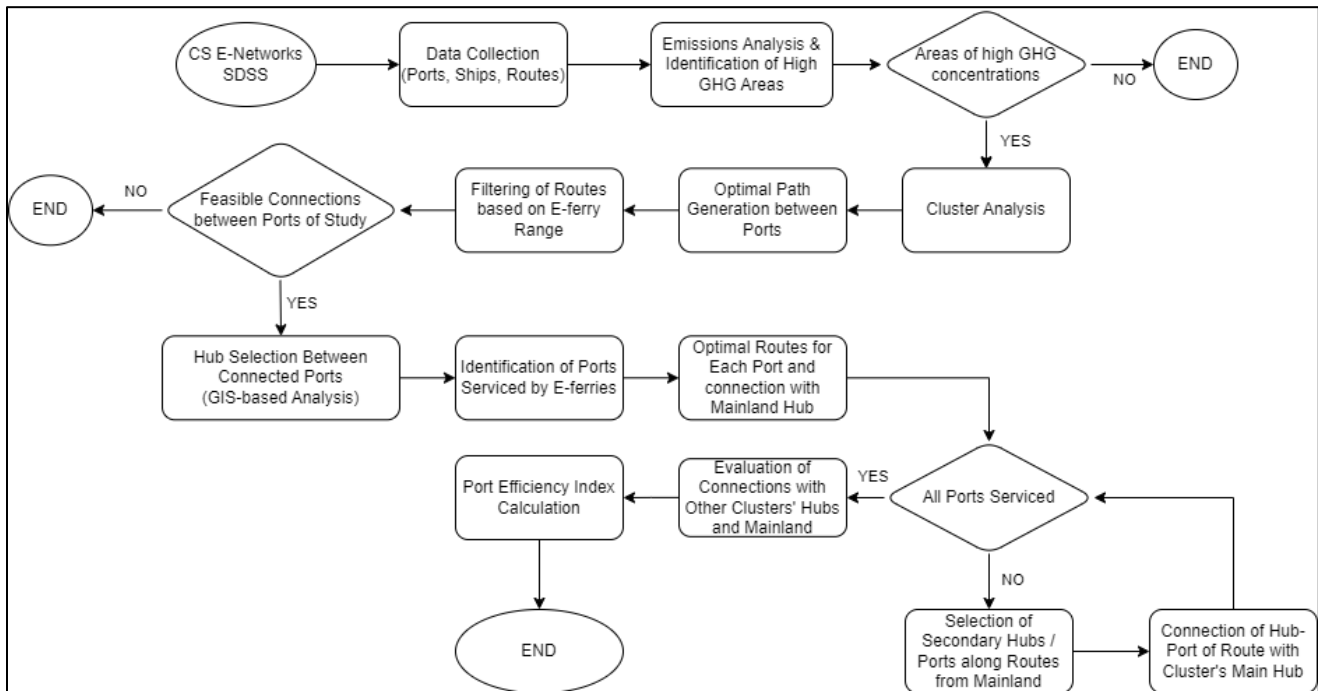 CS E-Networks
SDSS
Data Collection
(Ports, Ships, Routes)
Emissions Analysis &
Identification of High
GHG Areas
Areas of high GHG
concentrations
NO
END
YES
Cluster Analysis
Optimal Path
Generation between
Ports
Filtering of Routes
based on E-ferry
Range
Feasible Connections
between Ports of Study
NO
END
YES
Hub Selection Between
Connected Ports
(GIS-based Analysis)
Identification of Ports
Serviced by E-ferries
Optimal Routes for
Each Port and
connection with
Mainland Hub
All Ports Serviced
YES
Evaluation of
Connections with
Other Clusters' Hubs
and Mainland
Port Efficiency Index
Calculation
END
NO
Selection of
Secondary Hubs /
Ports along Routes
from Mainland
Connection of Hub-
Port of Route with
Cluster's Main Hub